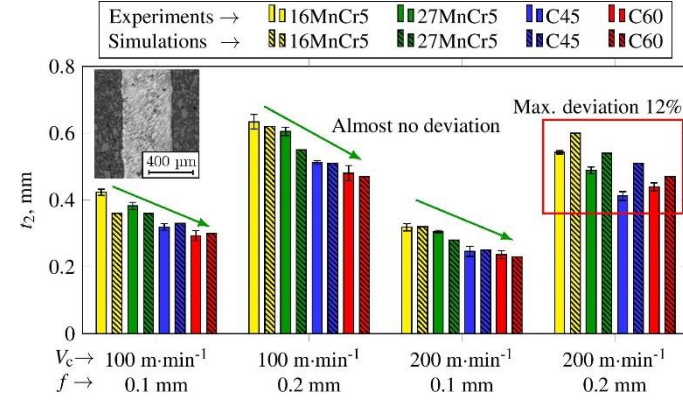 Experiments → 16MnCr5 27MnCr5 C45 C60
Simulations → 16MnCr5 27MnCr5 C45 C60
0.8
0.6
0.4
0.2
0
t₂, mm
400 µm
Almost no deviation
Max. deviation 12%
V_c→ 100 m·min⁻¹ 100 m·min⁻¹ 200 m·min⁻¹ 200 m·min⁻¹
f → 0.1 mm 0.2 mm 0.1 mm 0.2 mm